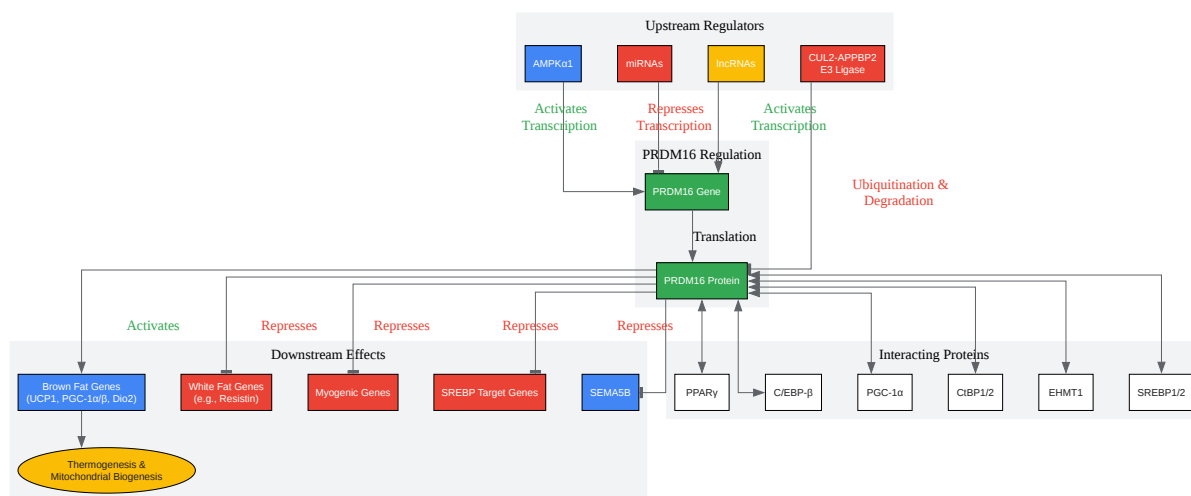 Upstream Regulators
AMPKα1
miRNAs
lncRNAs
CUL2-APPBP2
E3 Ligase
Activates
Transcription
Represses
Transcription
Activates
Transcription
PRDM16 Regulation
PRDM16 Gene
Ubiquitination &
Degradation
Translation
PRDM16 Protein
Activates
Represses
Represses
Represses
Represses
Downstream Effects
Interacting Proteins
Brown Fat Genes
(UCP1, PGC-1α/β, Dio2)
White Fat Genes
(e.g., Resistin)
Myogenic Genes
SREBP Target Genes
SEMA5B
PPARγ
C/EBP-β
PGC-1α
CtBP1/2
EHMT1
SREBP1/2
Thermogenesis &
Mitochondrial Biogenesis